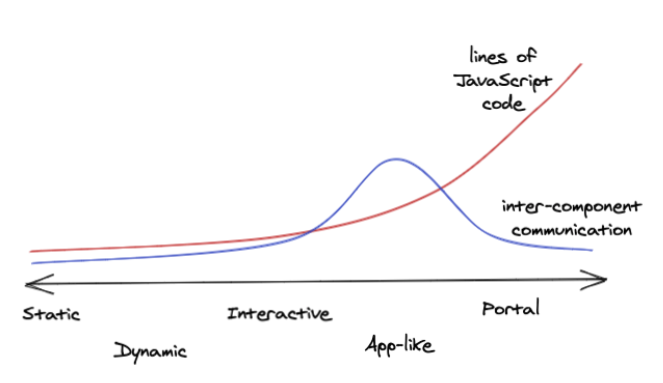 lines of
JavaScript
code
inter-component
communication
Static
Interactive
Portal
Dynamic
App-like